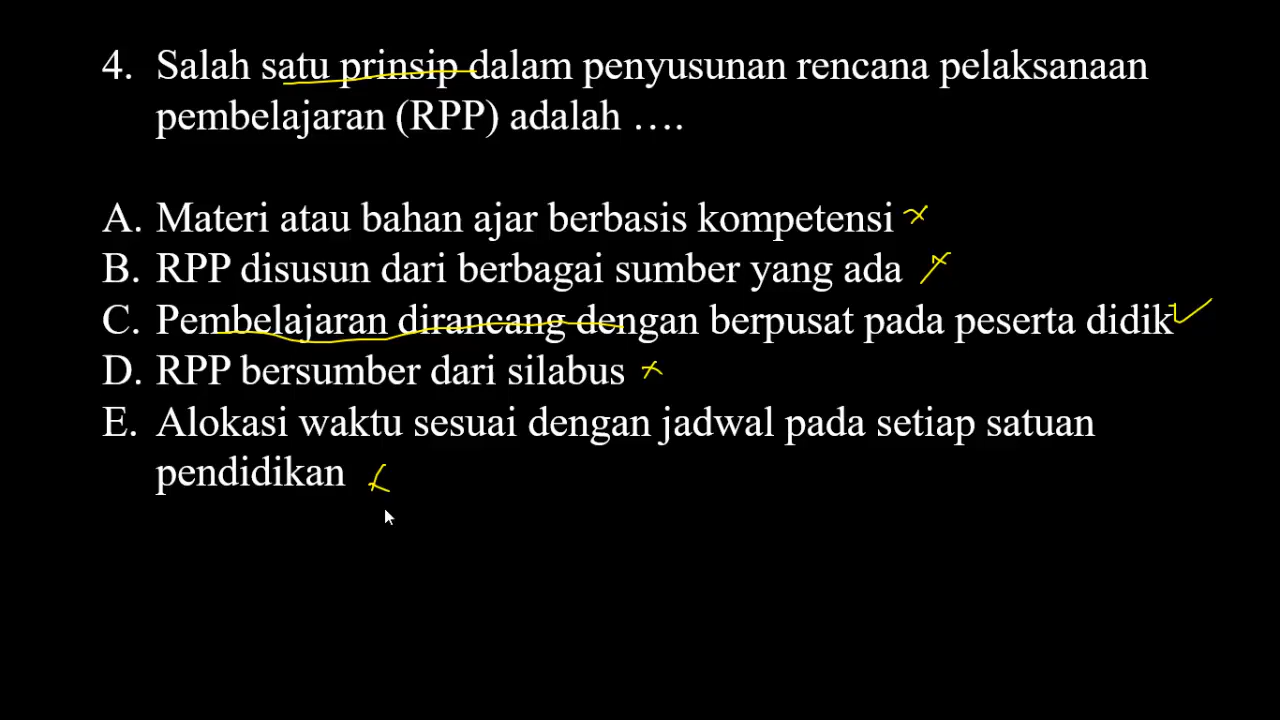 4. Salah satu prinsip dalam penyusunan rencana pelaksanaan
pembelajaran (RPP) adalah ….
A. Materi atau bahan ajar berbasis kompetensi
B. RPP disusun dari berbagai sumber yang ada
C. Pembelajaran dirancang dengan berpusat pada peserta didik
D. RPP bersumber dari silabus
E. Alokasi waktu sesuai dengan jadwal pada setiap satuan
pendidikan